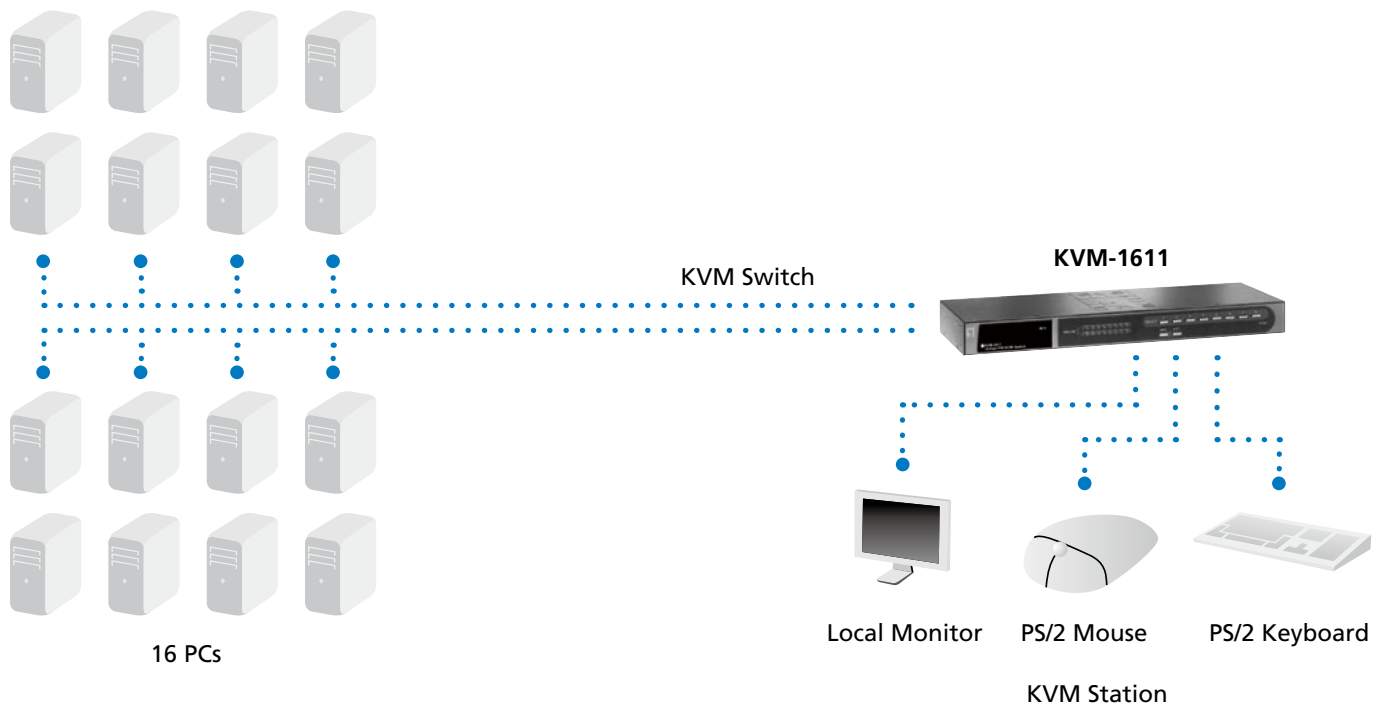 KVM-1611
KVM Switch
Local Monitor
PS/2 Mouse
PS/2 Keyboard
16 PCs
KVM Station